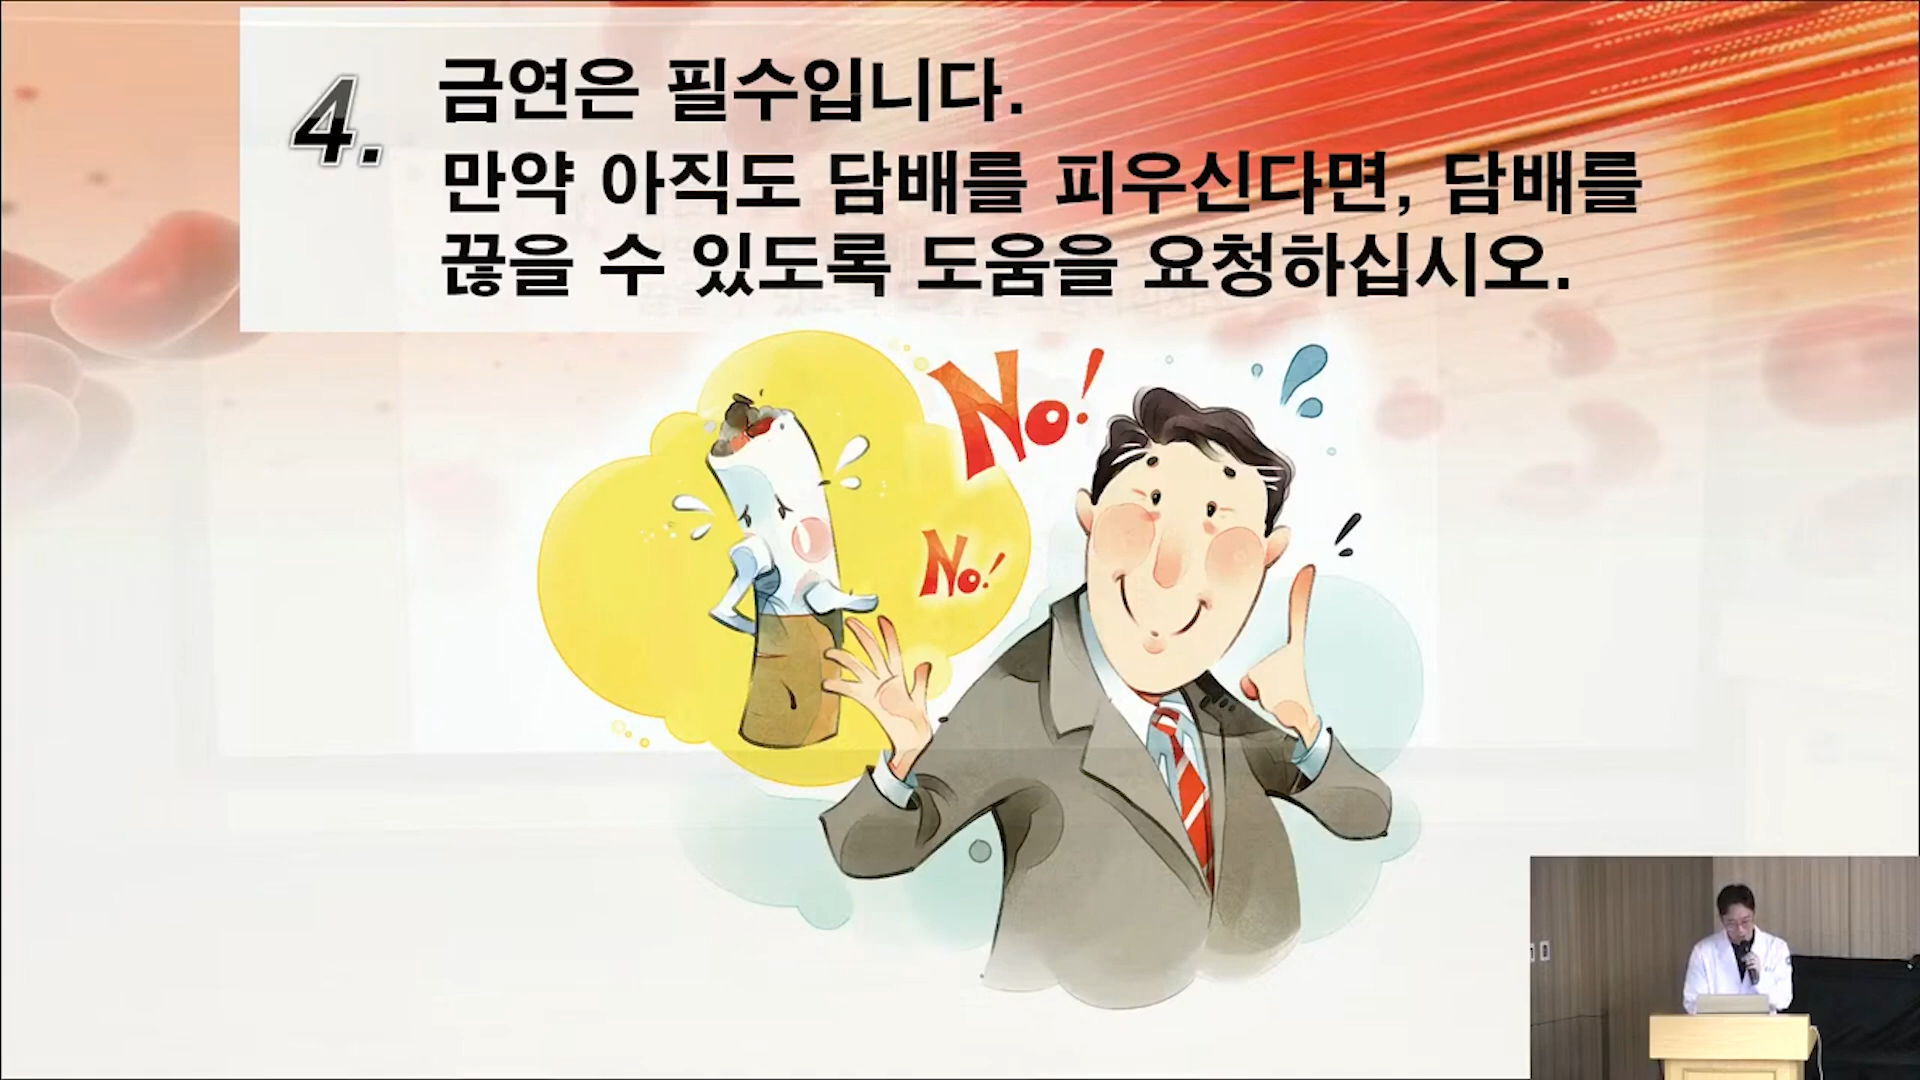 4.
금연은 필수입니다.
만약 아직도 담배를 피우신다면, 담배를
끊을 수 있도록 도움을 요청하십시오.
No!
No!